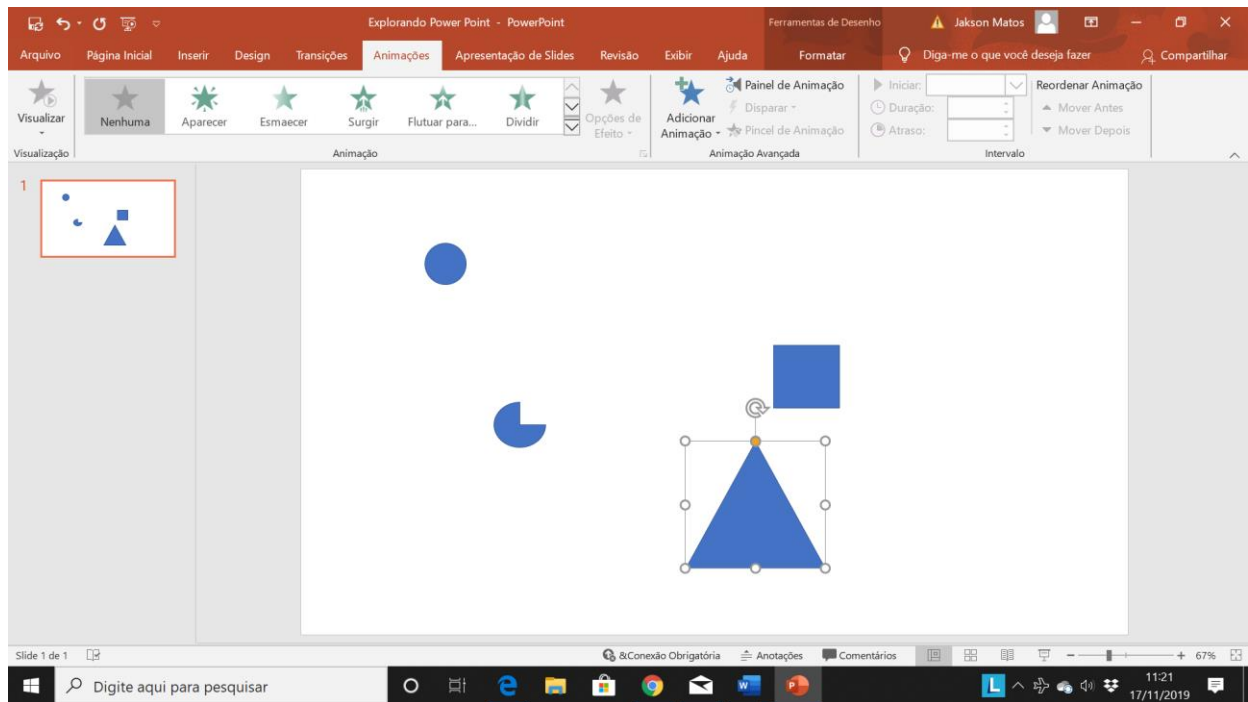 Explorando Power Point - PowerPoint
Ferramentas de Desenho
Jakson Matos
Arquivo
Página Inicial
Inserir
Design
Transições
Animações
Apresentação de Slides
Revisão
Exibir
Ajuda
Formatar
Diga-me o que você deseja fazer
Compartilhar
Visualizar
Nenhuma
Aparecer
Esmaecer
Surgir
Flutuar para...
Dividir
Opções de
Efeito
Adicionar
Animação
Painel de Animação
Disparar
Pincel de Animação
Iniciar:
Duração:
Atraso:
Reordenar Animação
Mover Antes
Mover Depois
Visualização
Animação
Animação Avançada
Intervalo
1
Slide 1 de 1
&Conexão Obrigatória
Anotações
Comentários
67%
Digite aqui para pesquisar
L
11:21
17/11/2019